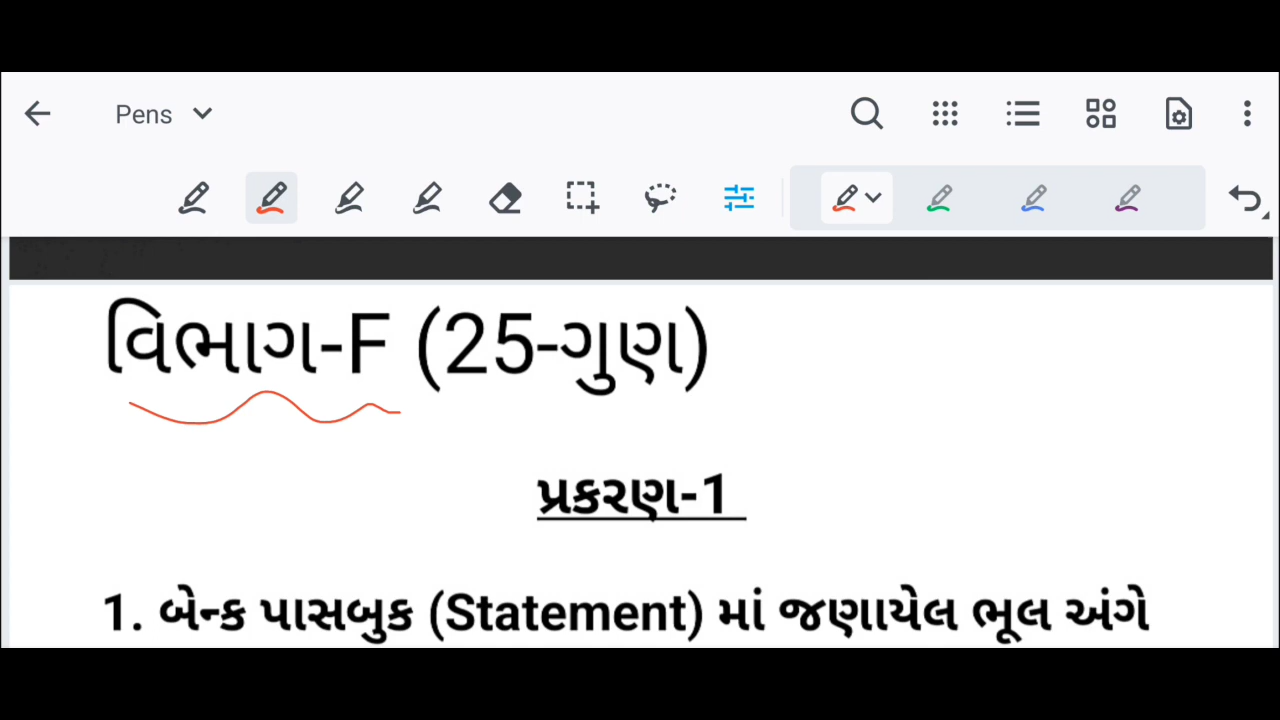 Pens
વિભાગ-F (25-ગુણ)
પ્રકરણ-1
1. બેન્ક પાસબુક (Statement) માં જણાયેલ ભૂલ અંગે